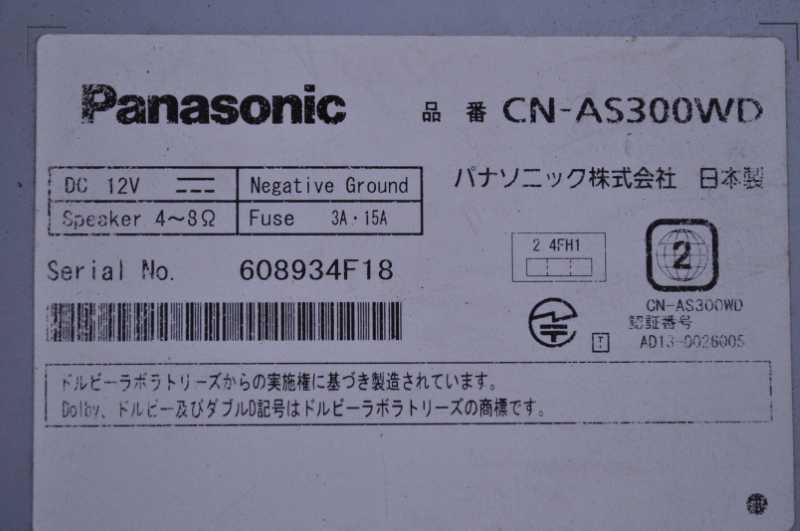 Panasonic
品番 CN-AS300WD
DC 12V
Negative Ground
Speaker 4～8Ω
Fuse 3A・15A
パナソニック株式会社 日本製
Serial No. 608934F18
2 4FH1
2
CN-AS300WD
認証番号
AD13-0026005
T
ドルビーラボラトリーズからの実施権に基づき製造されています。
Dolby、ドルビー及びダブルD記号はドルビーラボラトリーズの商標です。